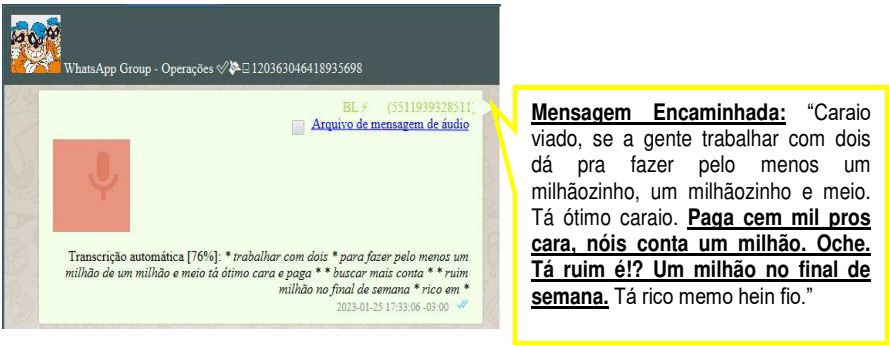 WhatsApp Group - Operações 120363046418935698
BL⚡ (5511939328511)
Arquivo de mensagem de áudio
Transcrição automática [76%]: * trabalhar com dois * para fazer pelo menos um
milhão de um milhão e meio tá ótimo cara e paga * * buscar mais conta * * ruim
milhão no final de semana * rico em *
2023-01-25 17:33:06 -03:00
Mensagem Encaminhada: “Caraio
viado, se a gente trabalhar com dois
dá pra fazer pelo menos um
milhãozinho, um milhãozinho e meio.
Tá ótimo caraio. Paga cem mil pros
cara, nóis conta um milhão. Oche.
Tá ruim é!? Um milhão no final de
semana. Tá rico memo hein fio.”